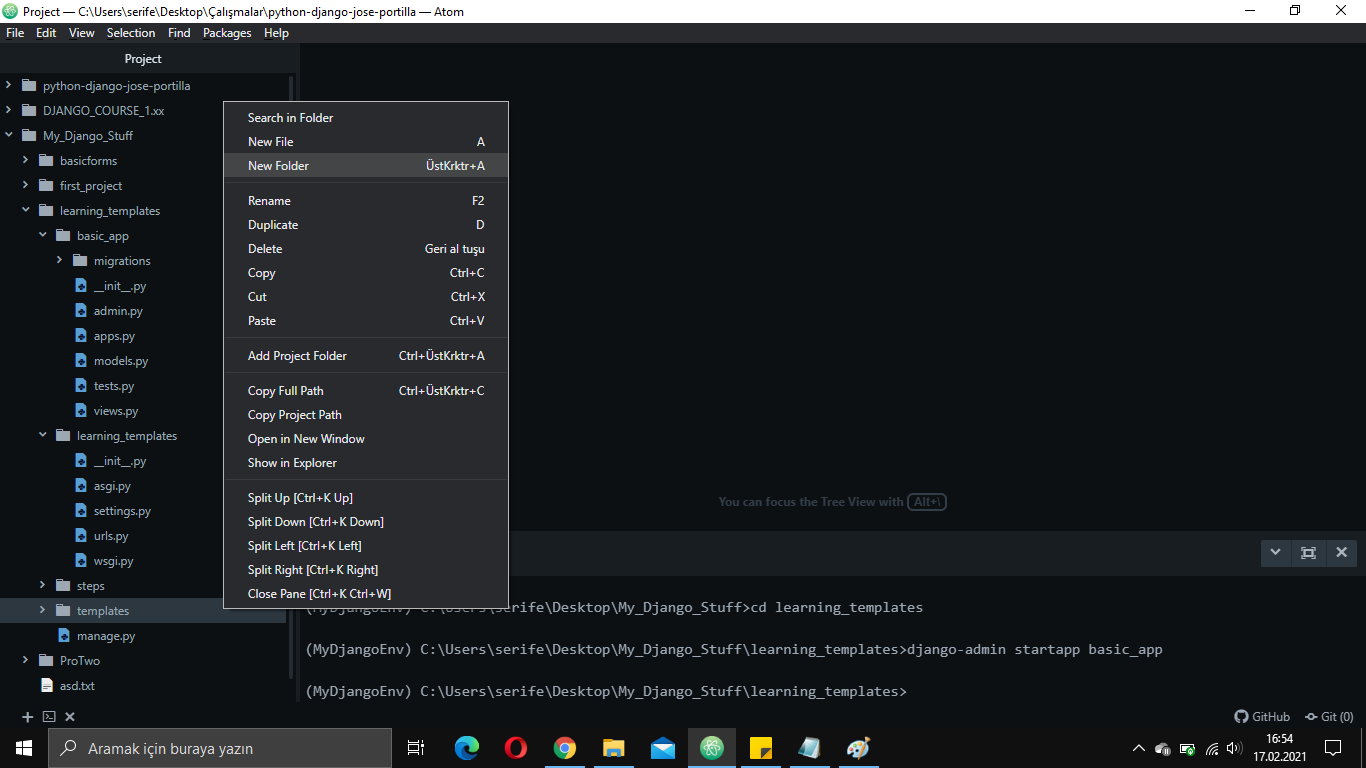 Project — C:\Users\serife\Desktop\Çalışmalar\python-django-jose-portilla — Atom
File Edit View Selection Find Packages Help
Project
python-django-jose-portilla
DJANGO_COURSE_1.xx
My_Django_Stuff
basicforms
first_project
learning_templates
basic_app
migrations
__init__.py
admin.py
apps.py
models.py
tests.py
views.py
learning_templates
__init__.py
asgi.py
settings.py
urls.py
wsgi.py
steps
templates
manage.py
ProTwo
asd.txt
Search in Folder
New File A
New Folder ÜstKrktr+A
Rename F2
Duplicate D
Delete Geri al tuşu
Copy Ctrl+C
Cut Ctrl+X
Paste Ctrl+V
Add Project Folder Ctrl+ÜstKrktr+A
Copy Full Path Ctrl+ÜstKrktr+C
Copy Project Path
Open in New Window
Show in Explorer
Split Up [Ctrl+K Up]
Split Down [Ctrl+K Down]
Split Left [Ctrl+K Left]
Split Right [Ctrl+K Right]
Close Pane [Ctrl+K Ctrl+W]
You can focus the Tree View with Alt+\
(MyDjangoEnv) C:\Users\serife\Desktop\My_Django_Stuff>cd learning_templates
(MyDjangoEnv) C:\Users\serife\Desktop\My_Django_Stuff\learning_templates>django-admin startapp basic_app
(MyDjangoEnv) C:\Users\serife\Desktop\My_Django_Stuff\learning_templates>
GitHub Git (0)
Aramak için buraya yazın
16:54
17.02.2021